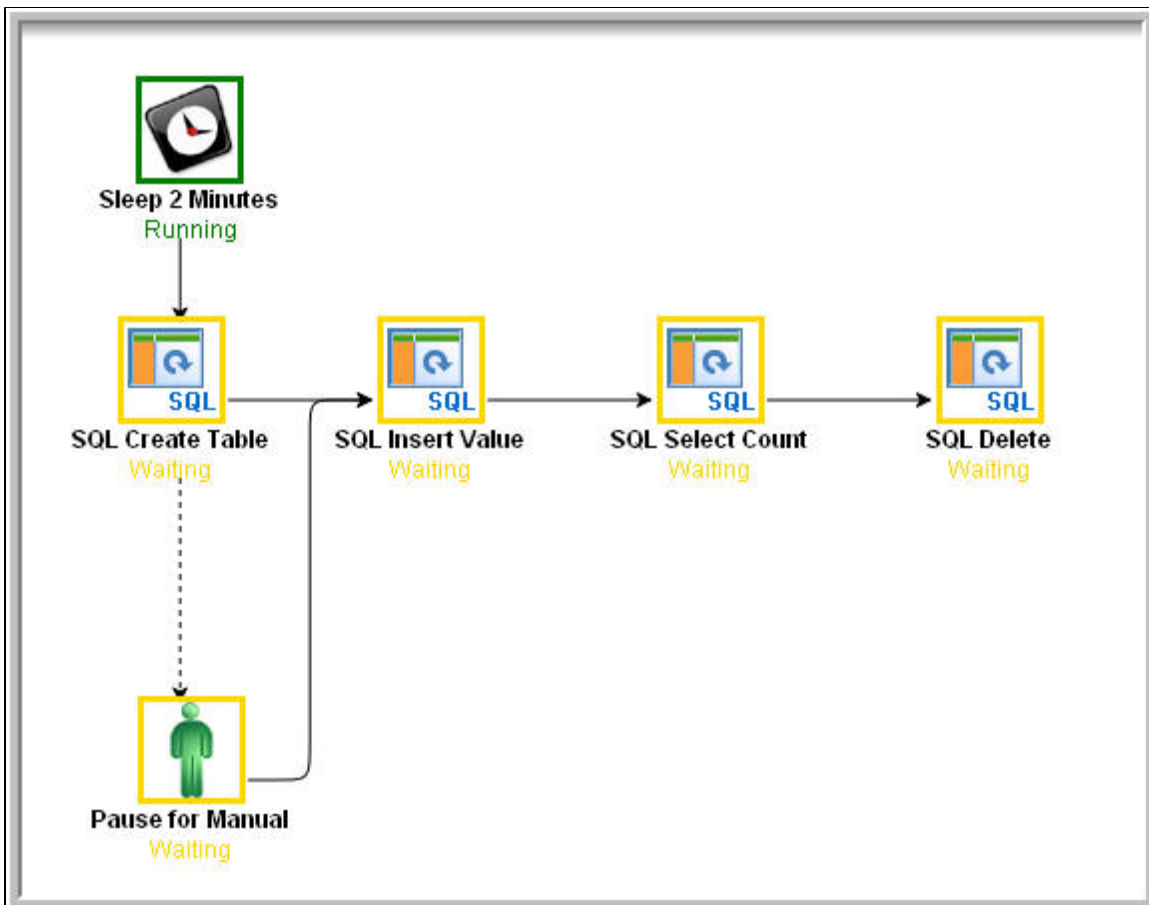 Sleep 2 Minutes
Running
SQL
SQL Create Table
Waiting
SQL
SQL Insert Value
Waiting
SQL
SQL Select Count
Waiting
SQL
SQL Delete
Waiting
Pause for Manual
Waiting